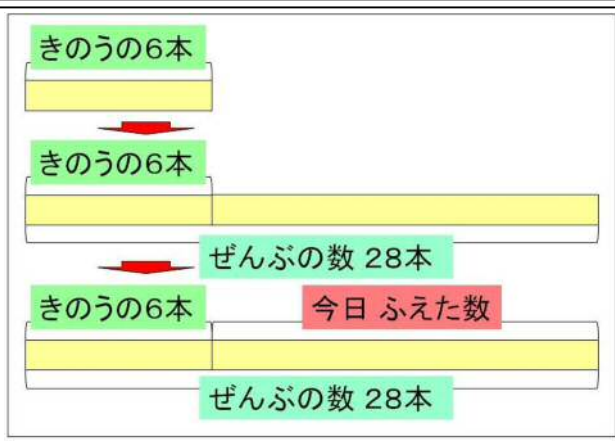 きのうの6本
きのうの6本
ぜんぶの数 28本
きのうの6本
今日 ふえた数
ぜんぶの数 28本